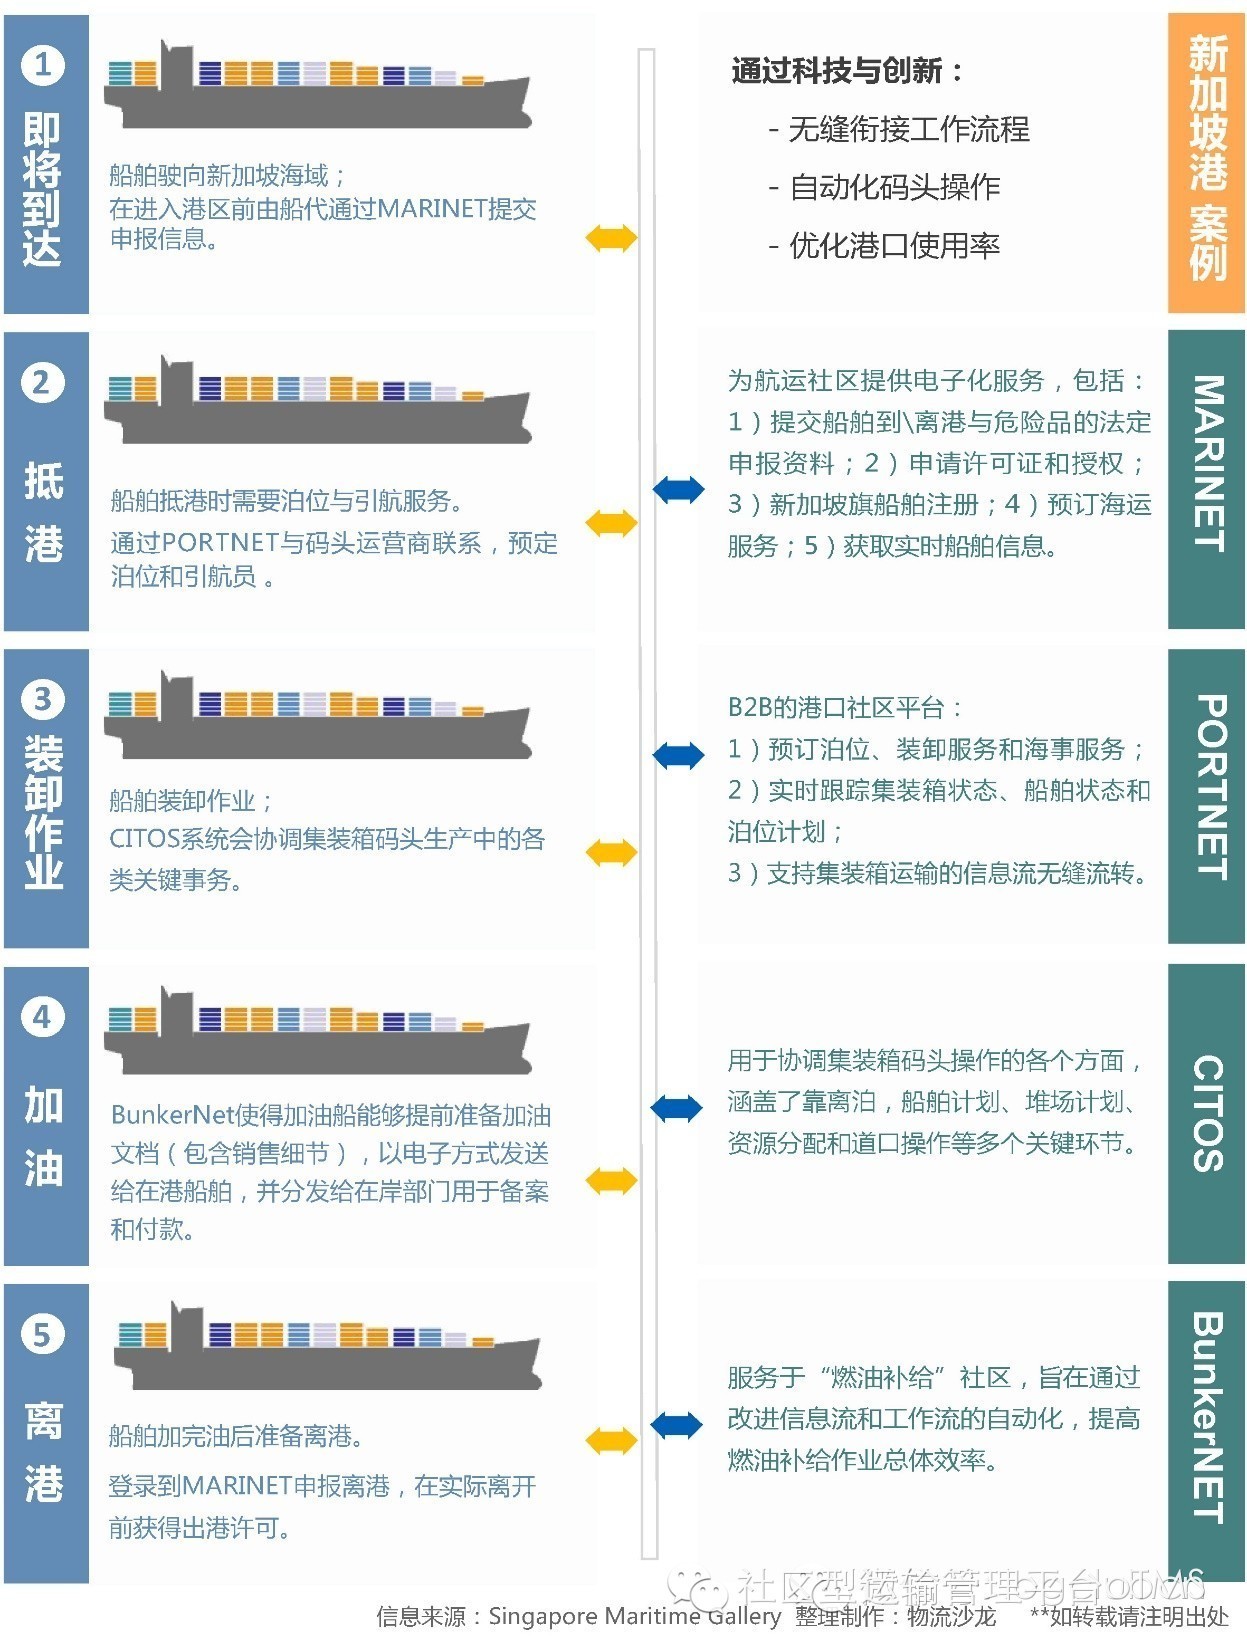 1
即将到达
船舶驶向新加坡海域；
在进入港区前由船代通过MARINET提交
申报信息。
通过科技与创新：
- 无缝衔接工作流程
- 自动化码头操作
- 优化港口使用率
新加坡港 案例
2
抵港
船舶抵港时需要泊位与引航服务。
通过PORTNET与码头运营商联系，预定
泊位和引航员 。
为航运社区提供电子化服务，包括：
1）提交船舶到\离港与危险品的法定
申报资料；2）申请许可证和授权；
3）新加坡旗船舶注册；4）预订海运
服务；5）获取实时船舶信息。
MARINET
3
装卸作业
船舶装卸作业；
CITOS系统会协调集装箱码头生产中的各
类关键事务。
B2B的港口社区平台：
1）预订泊位、装卸服务和海事服务；
2）实时跟踪集装箱状态、船舶状态和
泊位计划；
3）支持集装箱运输的信息流无缝流转。
PORTNET
4
加油
BunkerNet使得加油船能够提前准备加油
文档（包含销售细节），以电子方式发送
给在港船舶，并分发给在岸部门用于备案
和付款。
用于协调集装箱码头操作的各个方面，
涵盖了靠离泊，船舶计划、堆场计划、
资源分配和道口操作等多个关键环节。
CITOS
5
离港
船舶加完油后准备离港。
登录到MARINET申报离港，在实际离开
前获得出港许可。
服务于“燃油补给”社区，旨在通过
改进信息流和工作流的自动化，提高
燃油补给作业总体效率。
BunkerNET
社区型运输管理平台
信息来源：Singapore Maritime Gallery 整理制作：物流沙龙 **如转载请注明出处